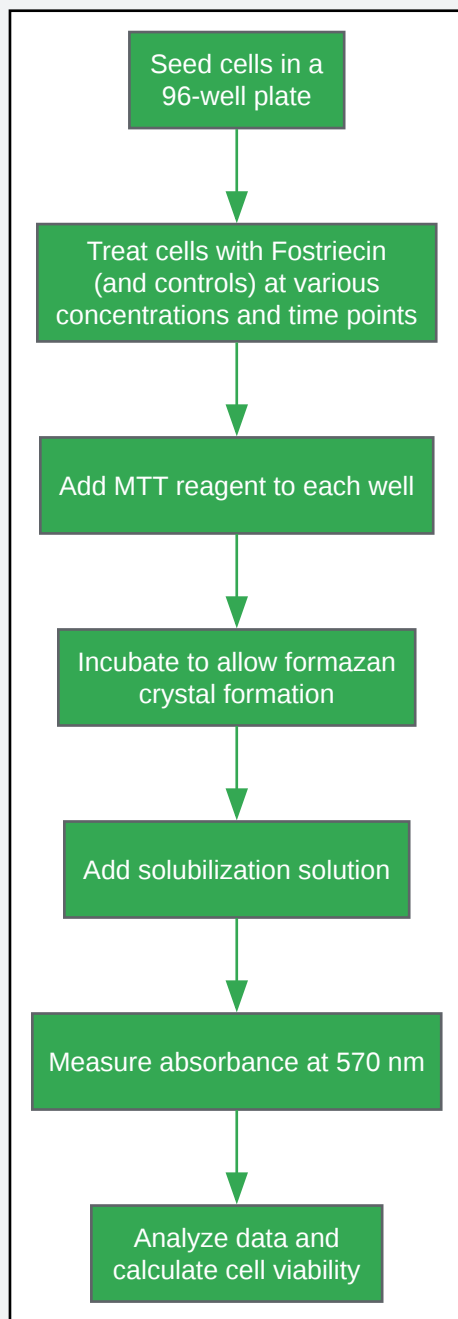 Seed cells in a
96-well plate
Treat cells with Fostriecin
(and controls) at various
concentrations and time points
Add MTT reagent to each well
Incubate to allow formazan
crystal formation
Add solubilization solution
Measure absorbance at 570 nm
Analyze data and
calculate cell viability